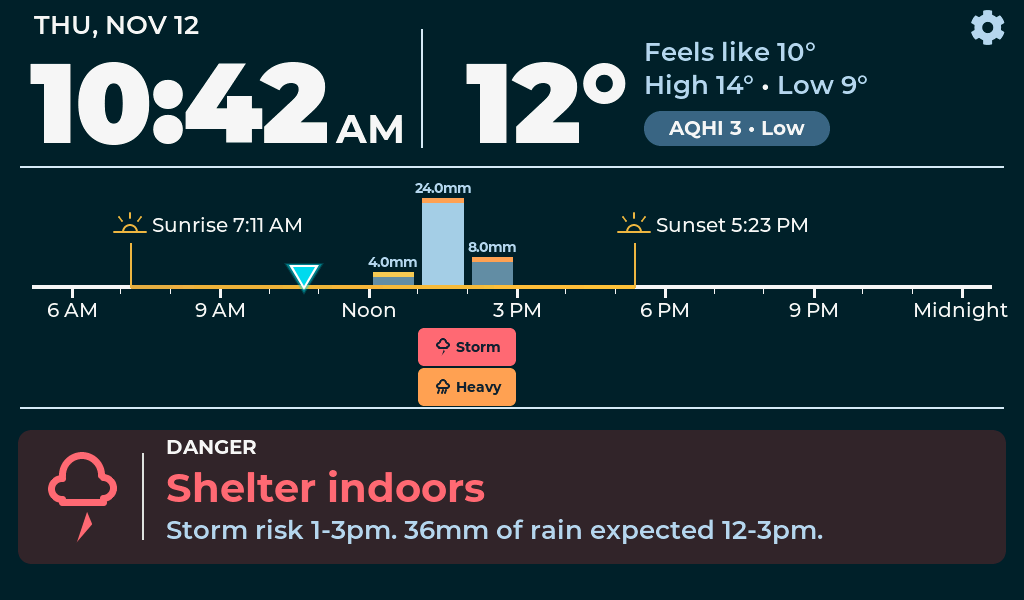 THU, NOV 12
10:42 AM
12°
Feels like 10°
High 14° • Low 9°
AQHI 3 • Low
24.0mm
Sunrise 7:11 AM
Sunset 5:23 PM
8.0mm
4.0mm
6 AM
9 AM
Noon
3 PM
6 PM
9 PM
Midnight
Storm
Heavy
DANGER
Shelter indoors
Storm risk 1-3pm. 36mm of rain expected 12-3pm.